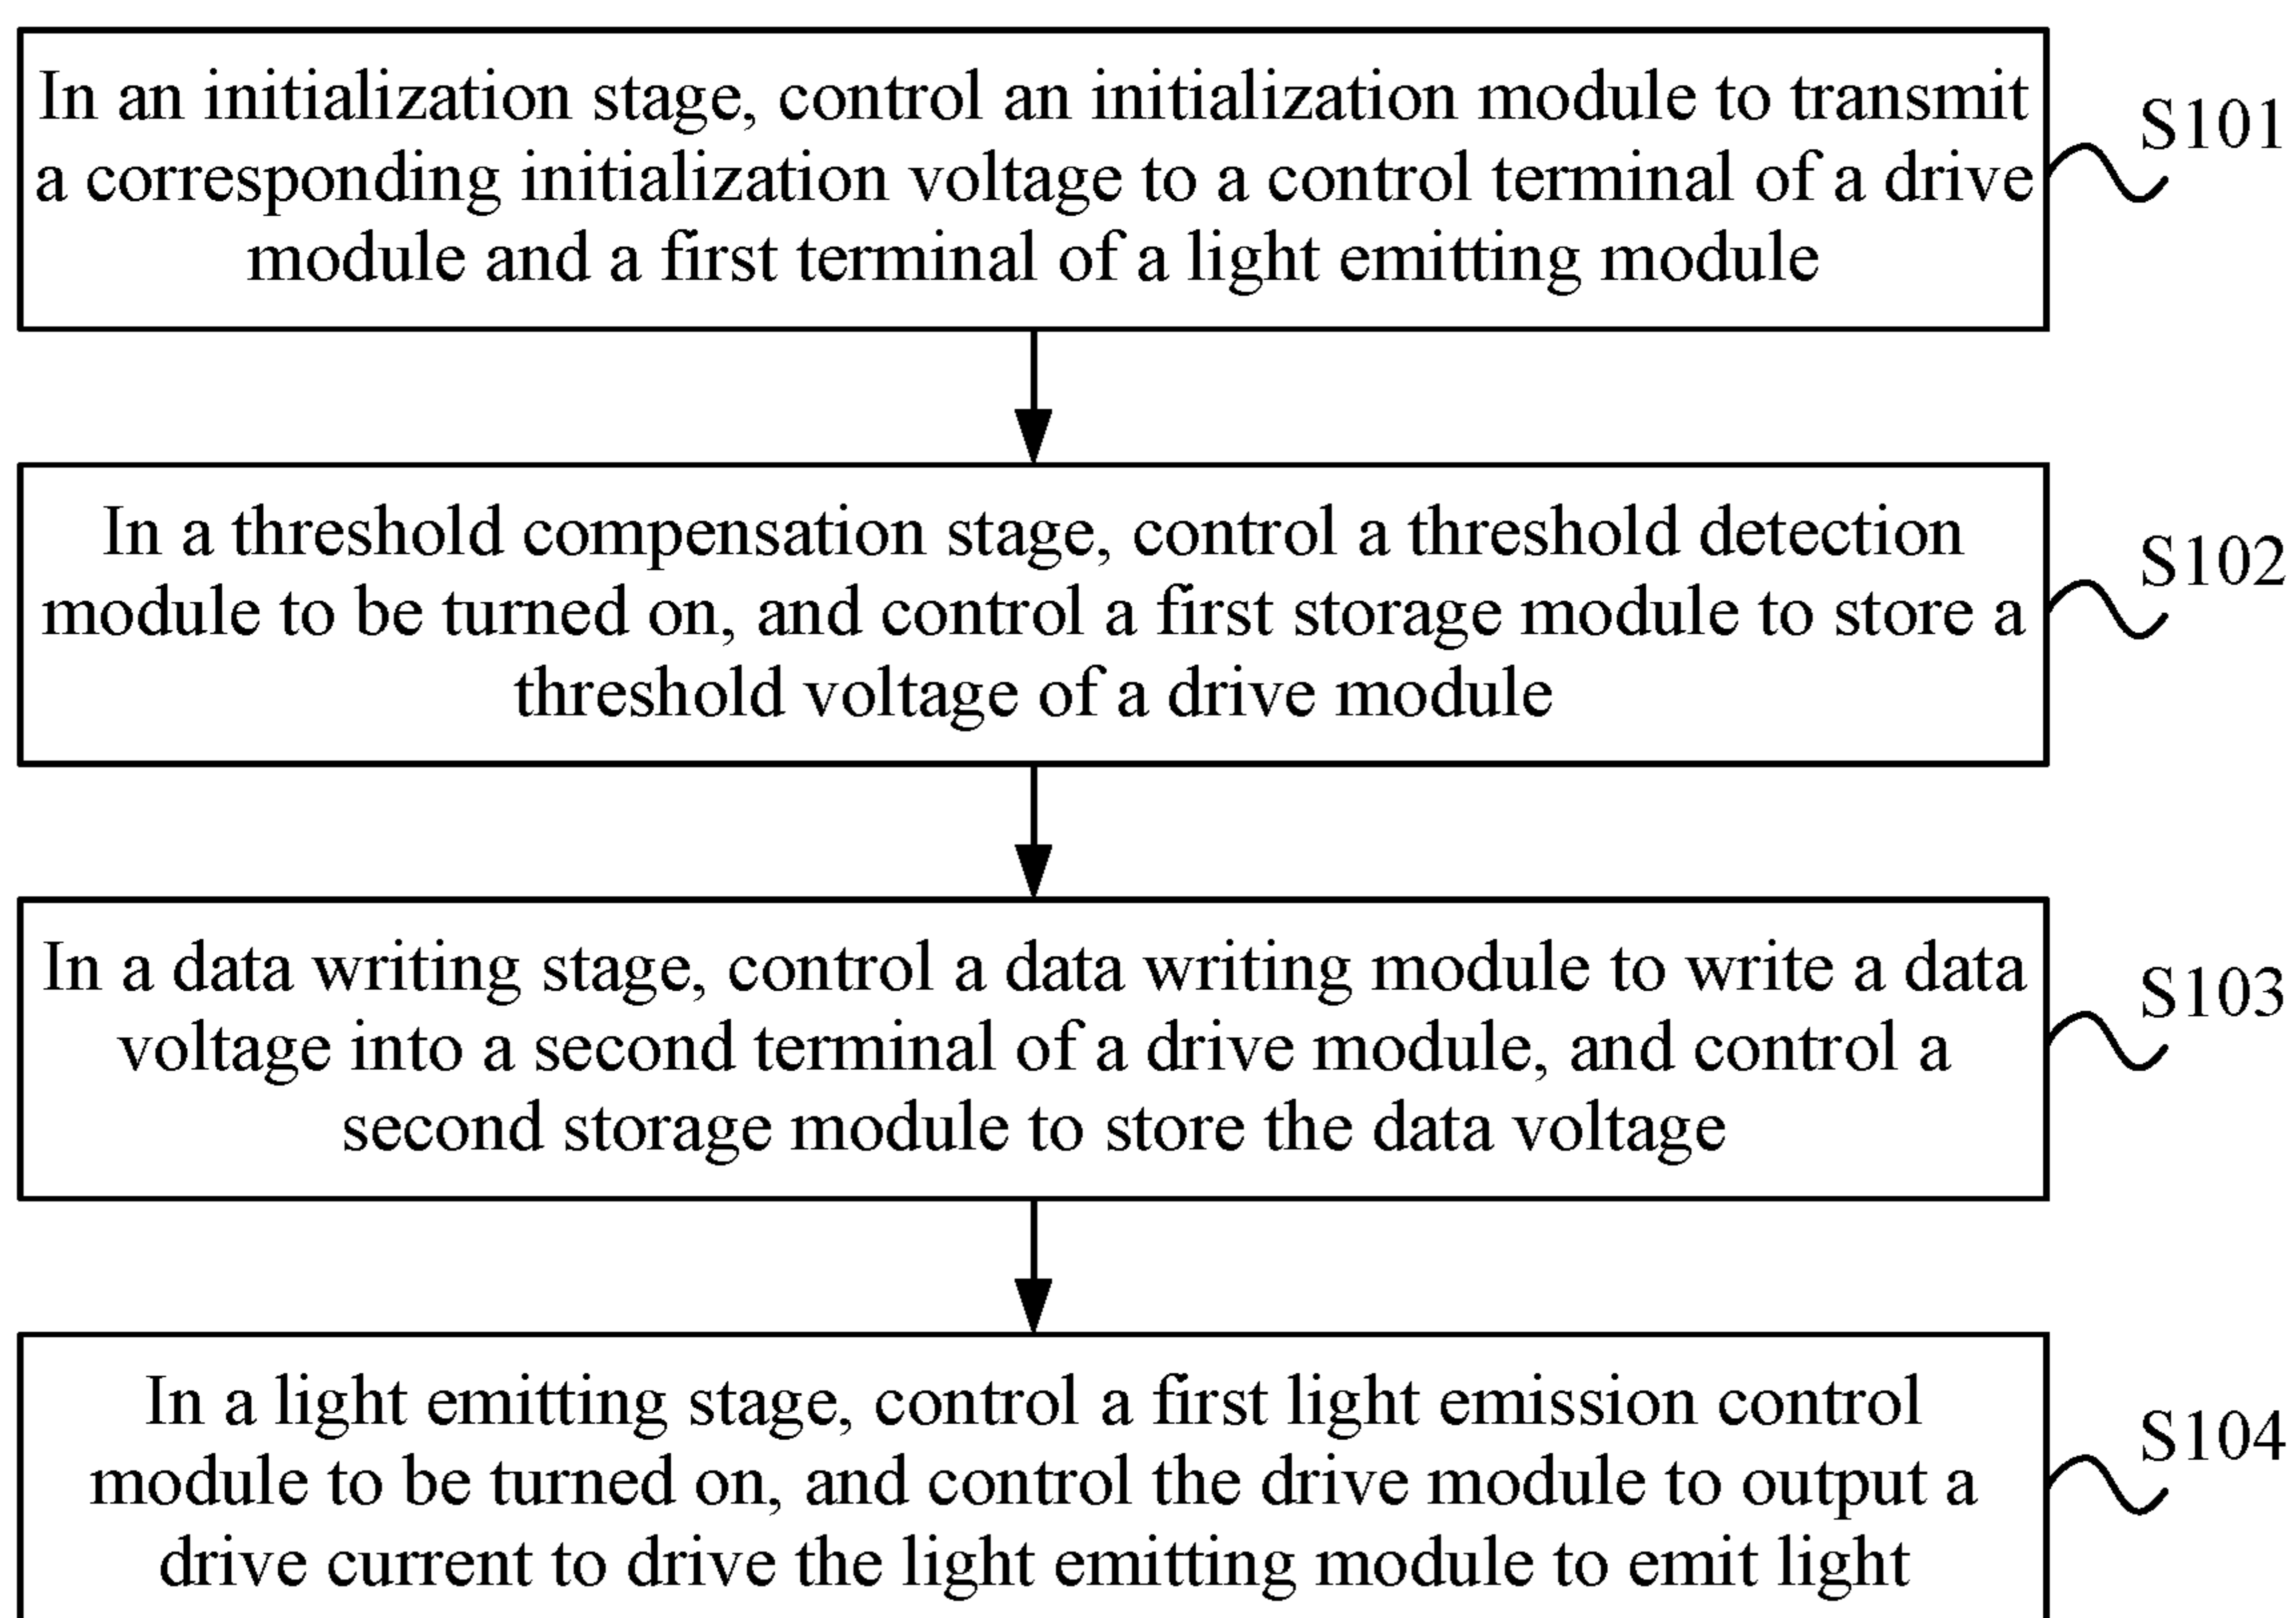 In an initialization stage, control an initialization module to transmit
a corresponding initialization voltage to a control terminal of a drive
module and a first terminal of a light emitting module
S101
In a threshold compensation stage, control a threshold detection
module to be turned on, and control a first storage module to store a
threshold voltage of a drive module
S102
In a data writing stage, control a data writing module to write a data
voltage into a second terminal of a drive module, and control a
second storage module to store the data voltage
S103
In a light emitting stage, control a first light emission control
module to be turned on, and control the drive module to output a
drive current to drive the light emitting module to emit light
S104